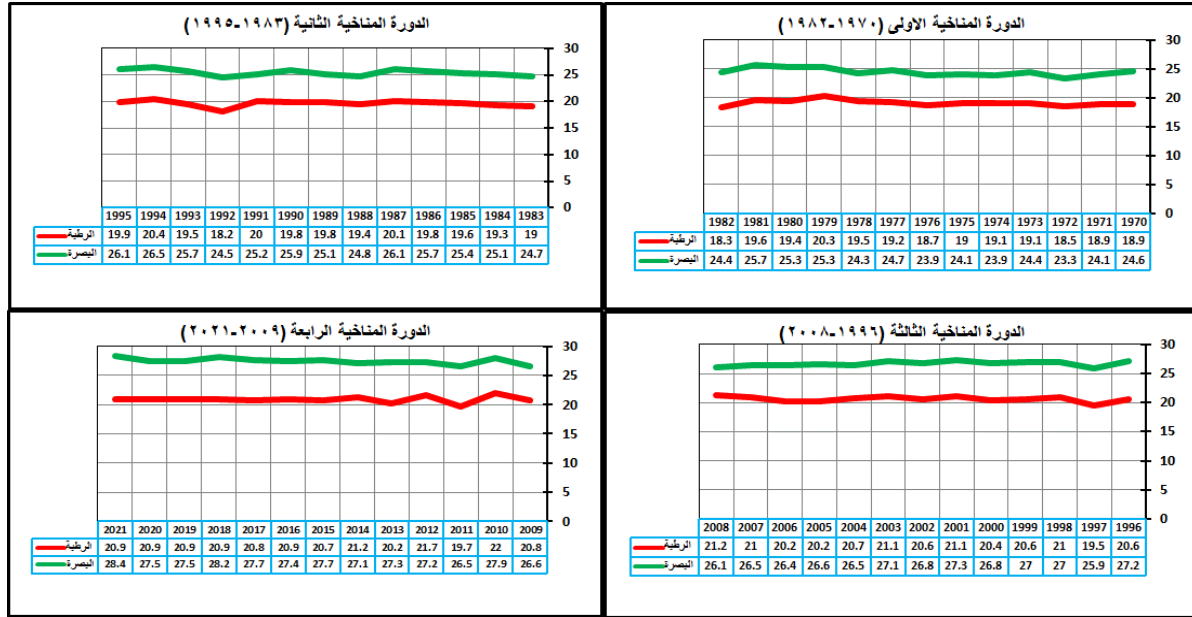 الدورة المناخية الاولى (١٩٧٠-١٩٨٢)
30
25
20
15
10
5
0
1982 1981 1980 1979 1978 1977 1976 1975 1974 1973 1972 1971 1970
الرطبة 18.3 19.6 19.4 20.3 19.5 19.2 18.7 19 19.1 19.1 18.5 18.9 18.9
البصرة 24.4 25.7 25.3 25.3 24.3 24.7 23.9 24.1 23.9 24.4 23.3 24.1 24.6
الدورة المناخية الثانية (١٩٨٣-١٩٩٥)
30
25
20
15
10
5
0
1995 1994 1993 1992 1991 1990 1989 1988 1987 1986 1985 1984 1983
الرطبة 19.9 20.4 19.5 18.2 20 19.8 19.8 19.4 20.1 19.8 19.6 19.3 19
البصرة 26.1 26.5 25.7 24.5 25.2 25.9 25.1 24.8 26.1 25.7 25.4 25.1 24.7
الدورة المناخية الثالثة (١٩٩٦-٢٠٠٨)
30
25
20
15
10
5
0
2008 2007 2006 2005 2004 2003 2002 2001 2000 1999 1998 1997 1996
الرطبة 21.2 21 20.2 20.2 20.7 21.1 20.6 21.1 20.4 20.6 21 19.5 20.6
البصرة 26.1 26.5 26.4 26.6 26.5 27.1 26.8 27.3 26.8 27 27 25.9 27.2
الدورة المناخية الرابعة (٢٠٠٩-٢٠٢١)
30
25
20
15
10
5
0
2021 2020 2019 2018 2017 2016 2015 2014 2013 2012 2011 2010 2009
الرطبة 20.9 20.9 20.9 20.9 20.8 20.9 20.7 21.2 20.2 21.7 19.7 22 20.8
البصرة 28.4 27.5 27.5 28.2 27.7 27.4 27.7 27.1 27.3 27.2 26.5 27.9 26.6